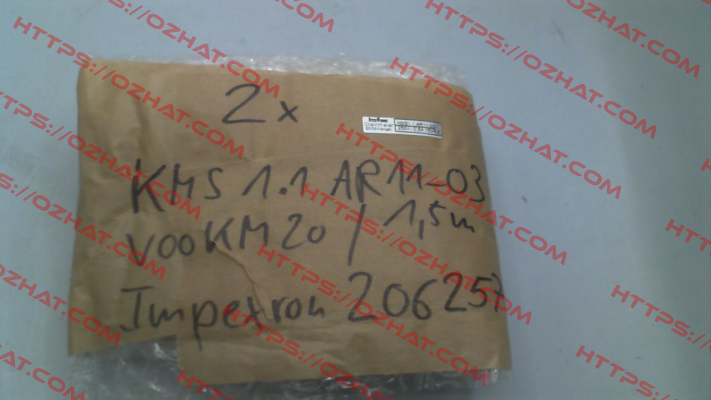 2x
KMS 1.1 AR11-03
V00KM20 / 1,5m
Impetron 206257
HTTPS://OZHAT.COM